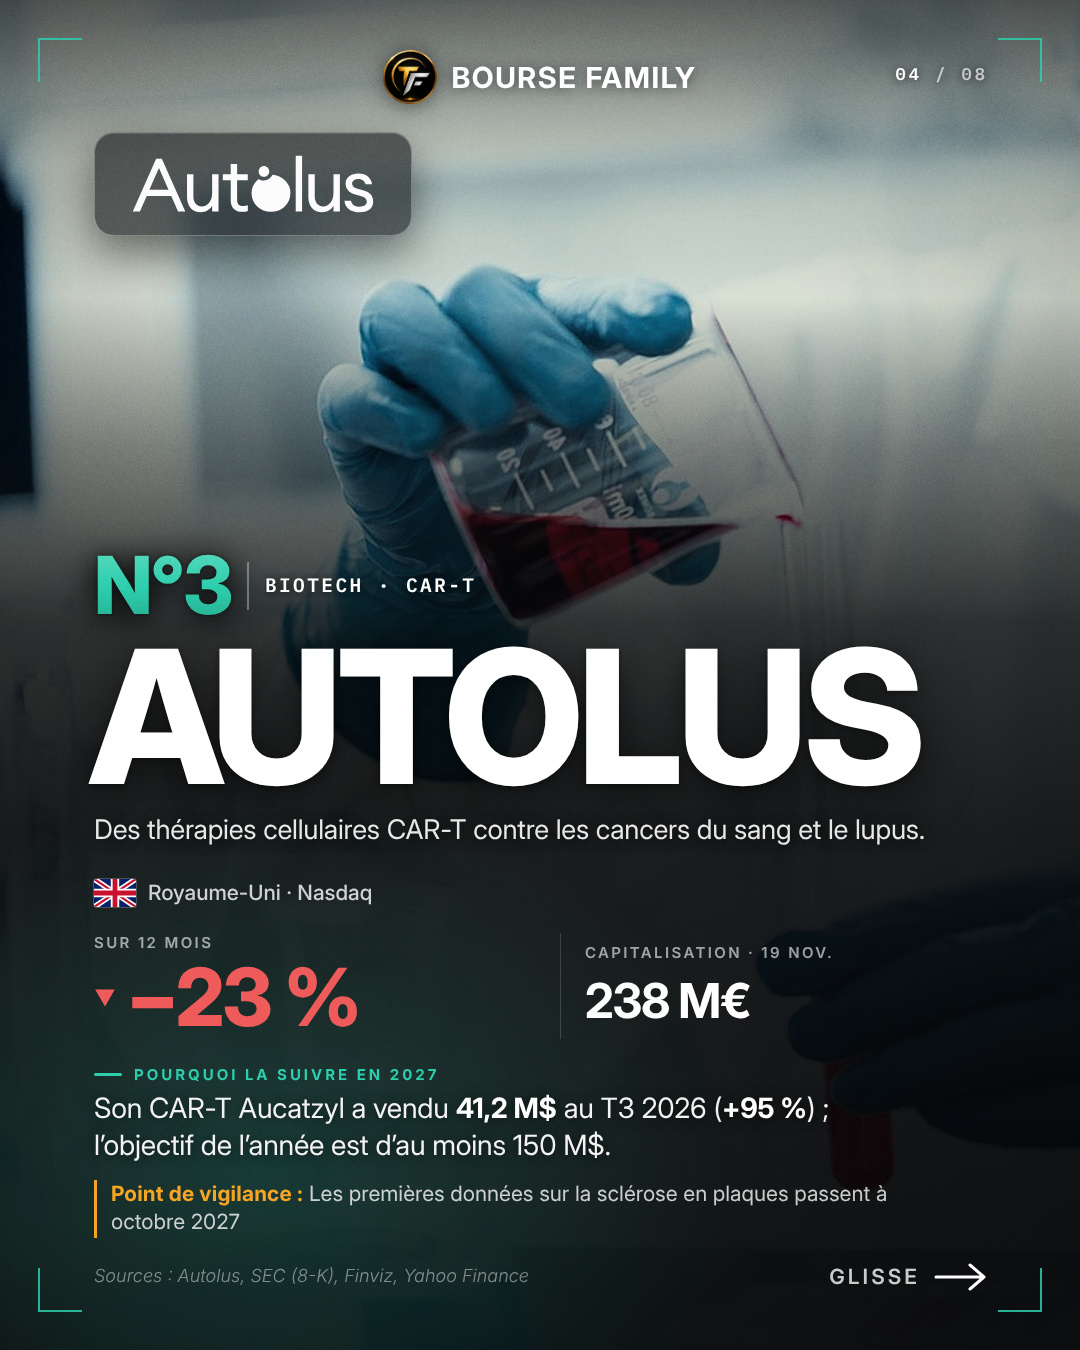 TF BOURSE FAMILY
04 / 08
Autolus
N°3
BIOTECH · CAR-T
AUTOLUS
Des thérapies cellulaires CAR-T contre les cancers du sang et le lupus.
Royaume-Uni · Nasdaq
SUR 12 MOIS
▼ –23 %
CAPITALISATION · 19 NOV.
238 M€
POURQUOI LA SUIVRE EN 2027
Son CAR-T Aucatzyl a vendu 41,2 M$ au T3 2026 (+95 %) ;
l’objectif de l’année est d’au moins 150 M$.
Point de vigilance : Les premières données sur la sclérose en plaques passent à
octobre 2027
Sources : Autolus, SEC (8-K), Finviz, Yahoo Finance
GLISSE →